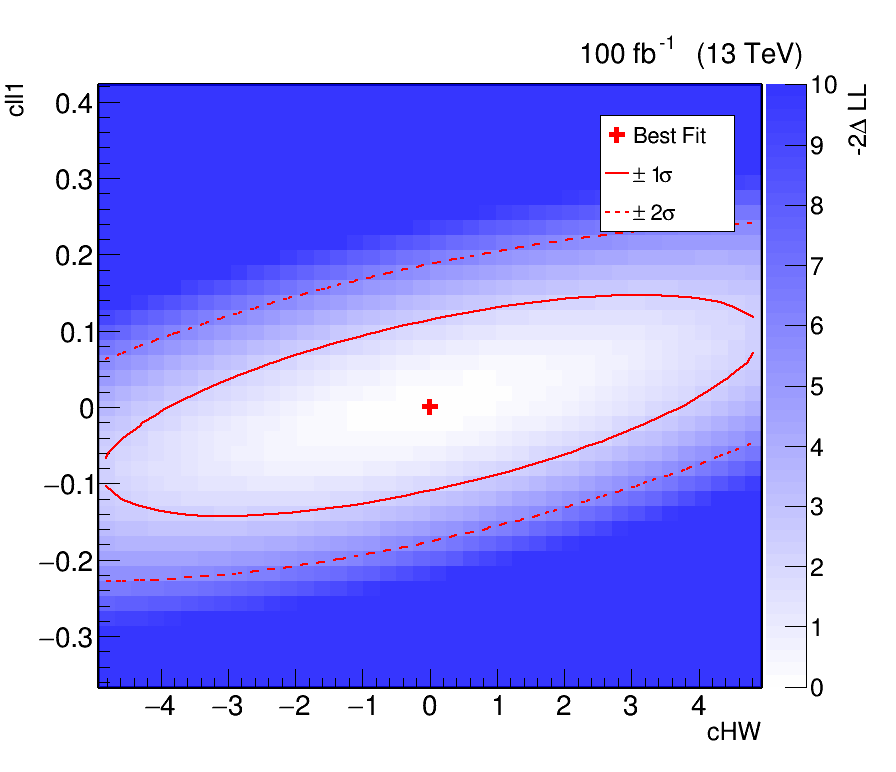 100 fb⁻¹ (13 TeV)
cll1
0.4
0.3
0.2
0.1
0
−0.1
−0.2
−0.3
Best Fit
± 1σ
± 2σ
−4 −3 −2 −1 0 1 2 3 4
cHW
10
9
8
7
6
5
4
3
2
1
0
-2Δ LL